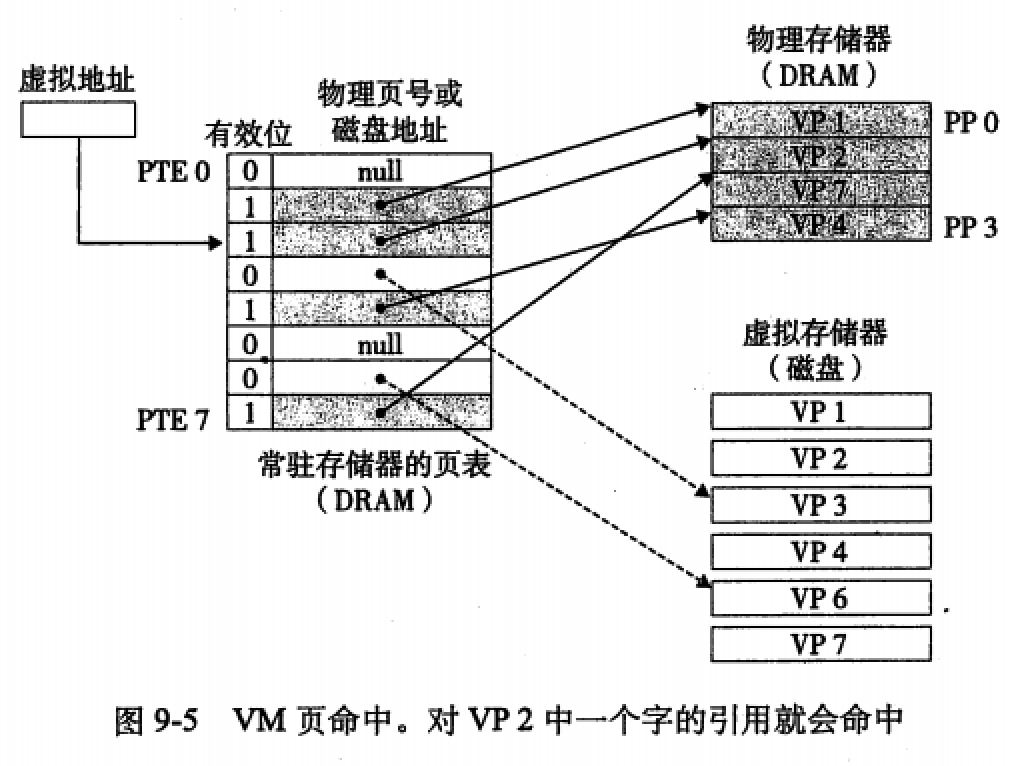 虚拟地址
物理页号或
磁盘地址
有效位
PTE 0
0
null
1
1
0
1
0
null
0
PTE 7
1
常驻存储器的页表
（DRAM）
物理存储器
（DRAM）
VP 1
PP 0
VP 2
VP 7
VP 4
PP 3
虚拟存储器
（磁盘）
VP 1
VP 2
VP 3
VP 4
VP 6
VP 7
图 9-5 VM 页命中。对 VP 2 中一个字的引用就会命中